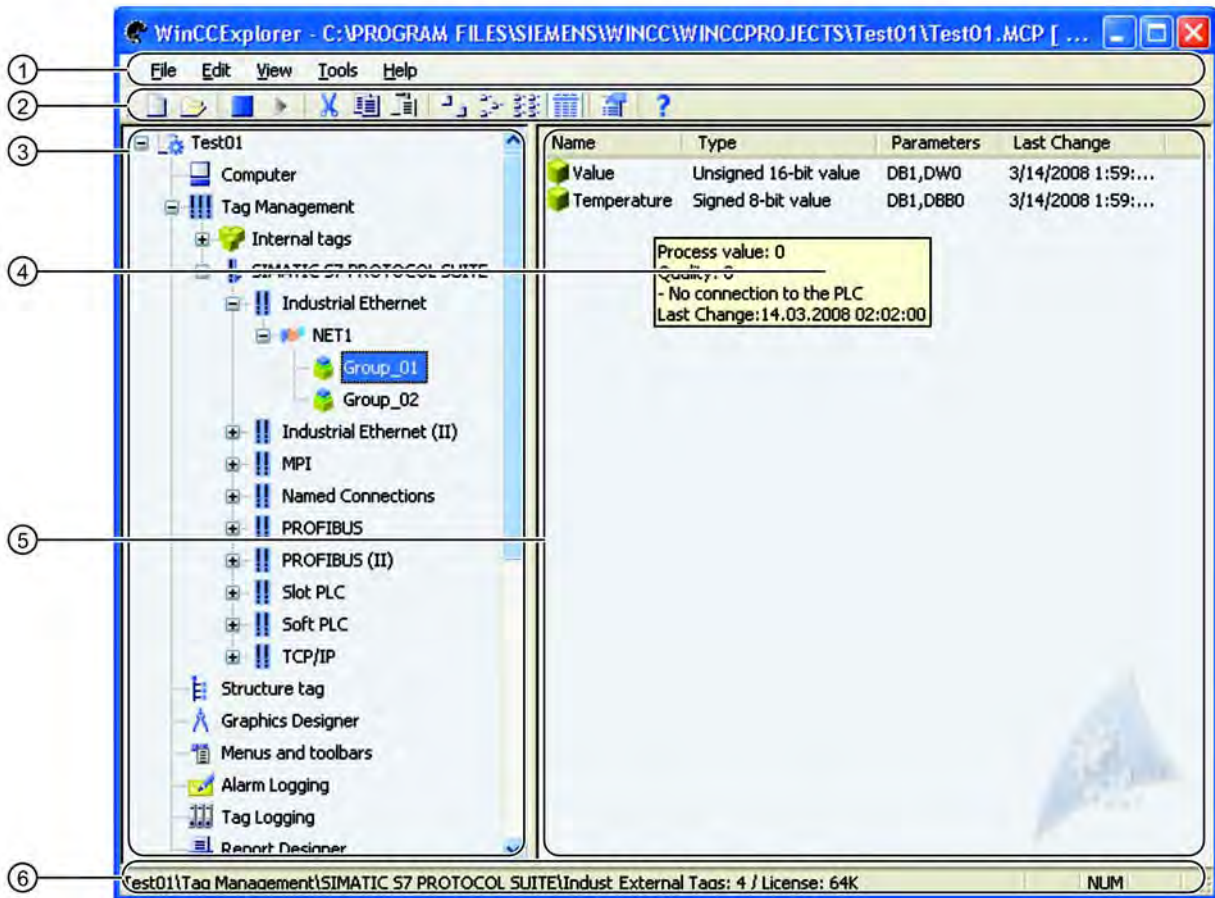 WinCCExplorer - C:\PROGRAM FILES\SIEMENS\WINCC\WINCCPROJECTS\Test01\Test01.MCP [ ...
① File Edit View Tools Help
②
③ Test01
Computer
Tag Management
Internal tags
④ SIMATIC S7 PROTOCOL SUITE
Industrial Ethernet
NET1
Group_01
Group_02
Industrial Ethernet (II)
MPI
Named Connections
⑤ PROFIBUS
PROFIBUS (II)
Slot PLC
Soft PLC
TCP/IP
Structure tag
Graphics Designer
Menus and toolbars
Alarm Logging
Tag Logging
Report Designer
Name Type Parameters Last Change
Value Unsigned 16-bit value DB1,DW0 3/14/2008 1:59:...
Temperature Signed 8-bit value DB1,DBB0 3/14/2008 1:59:...
Process value: 0
Quality: 0
- No connection to the PLC
Last Change:14.03.2008 02:02:00
⑥ Test01\Tag Management\SIMATIC S7 PROTOCOL SUITE\Indust External Tags: 4 / License: 64K NUM